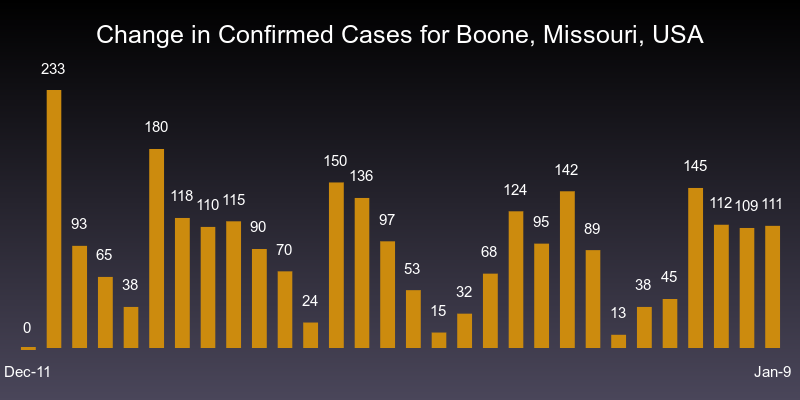 Change in Confirmed Cases for Boone, Missouri, USA
0 233 93 65 38 180 118 110 115 90 70 24 150 136 97 53 15 32 68 124 95 142 89 13 38 45 145 112 109 111
Dec-11 Jan-9